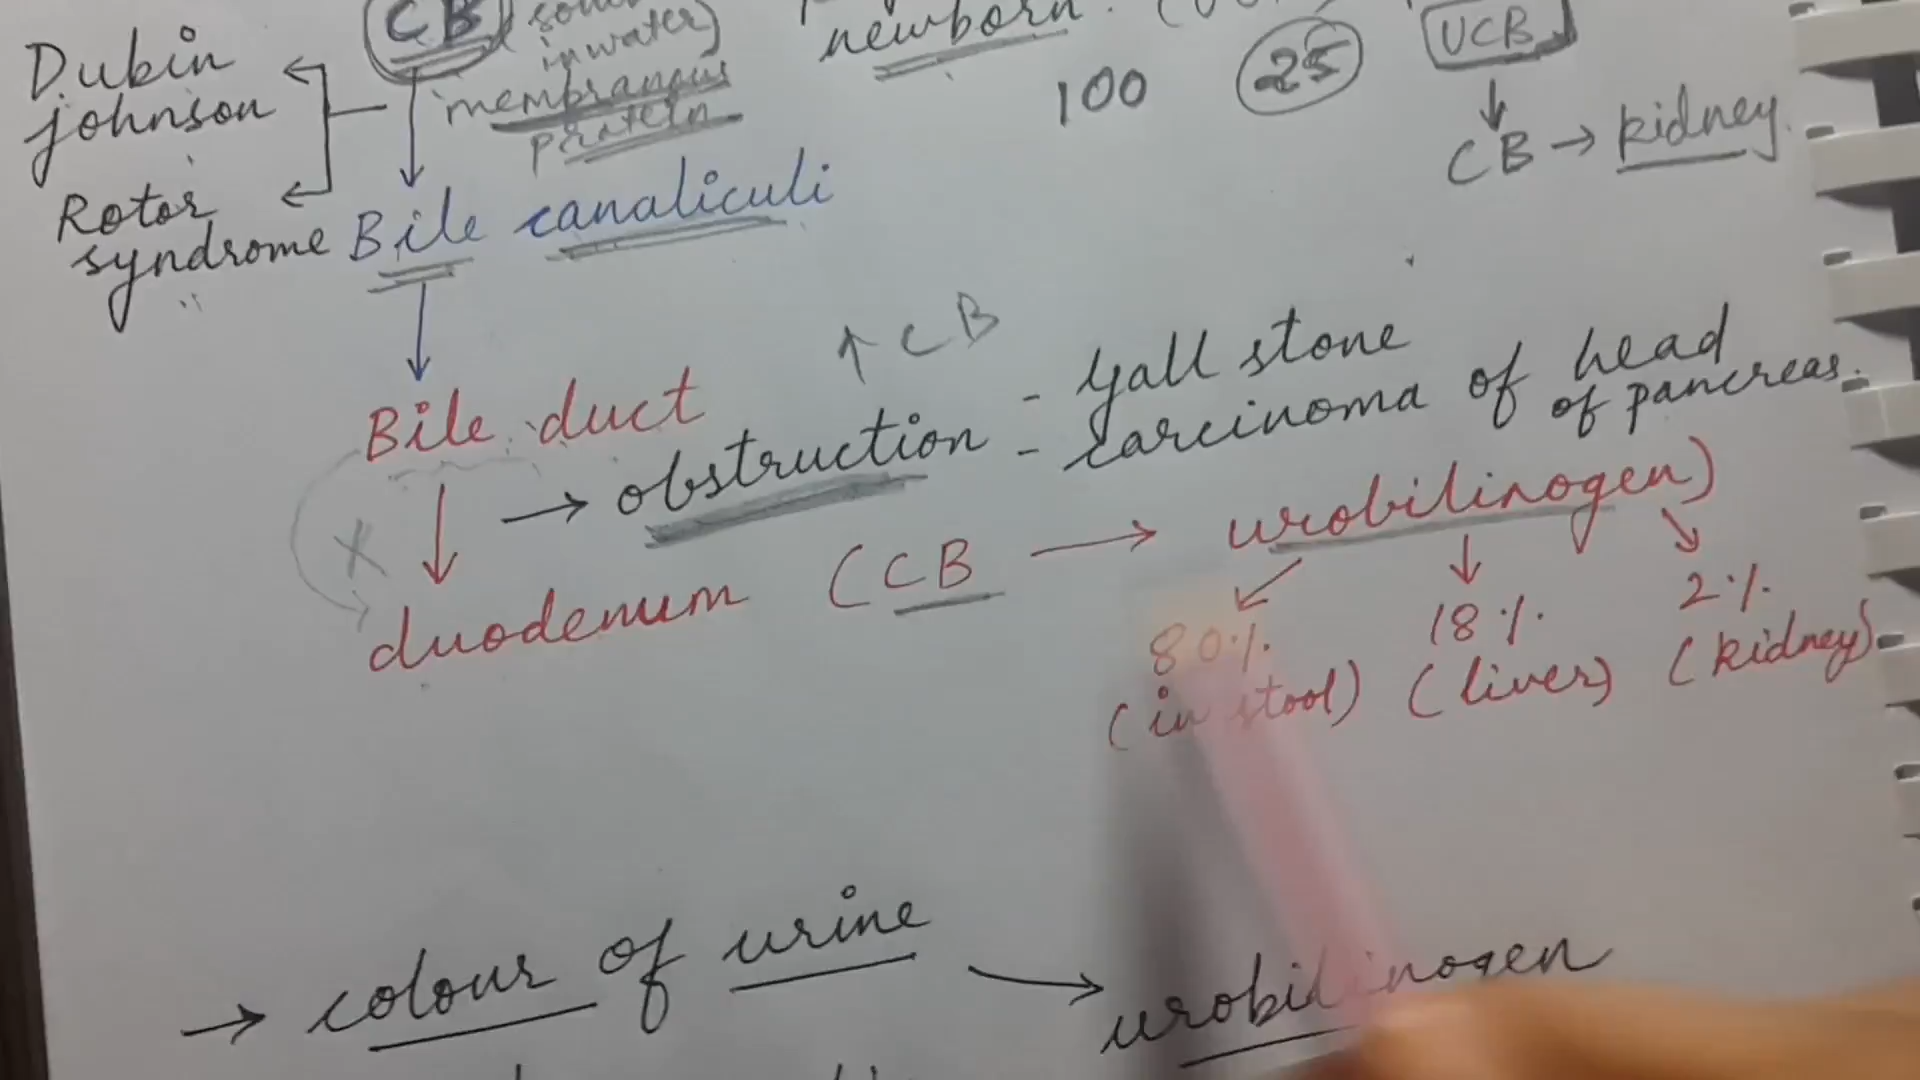 Dubin
johnson
Rotor
syndrome
CB
in water)
membranous
protein
newborn.
100
25
UCB
↓
CB → kidney
Bile canaliculi
↓
Bile duct
↑ CB
→ obstruction - gall stone
- carcinoma of head
of pancreas.
X
duodenum (CB → urobilinogen)
80%. 18%. 2%.
(in stool) (liver) (kidney)
→ colour of urine → urobilinogen